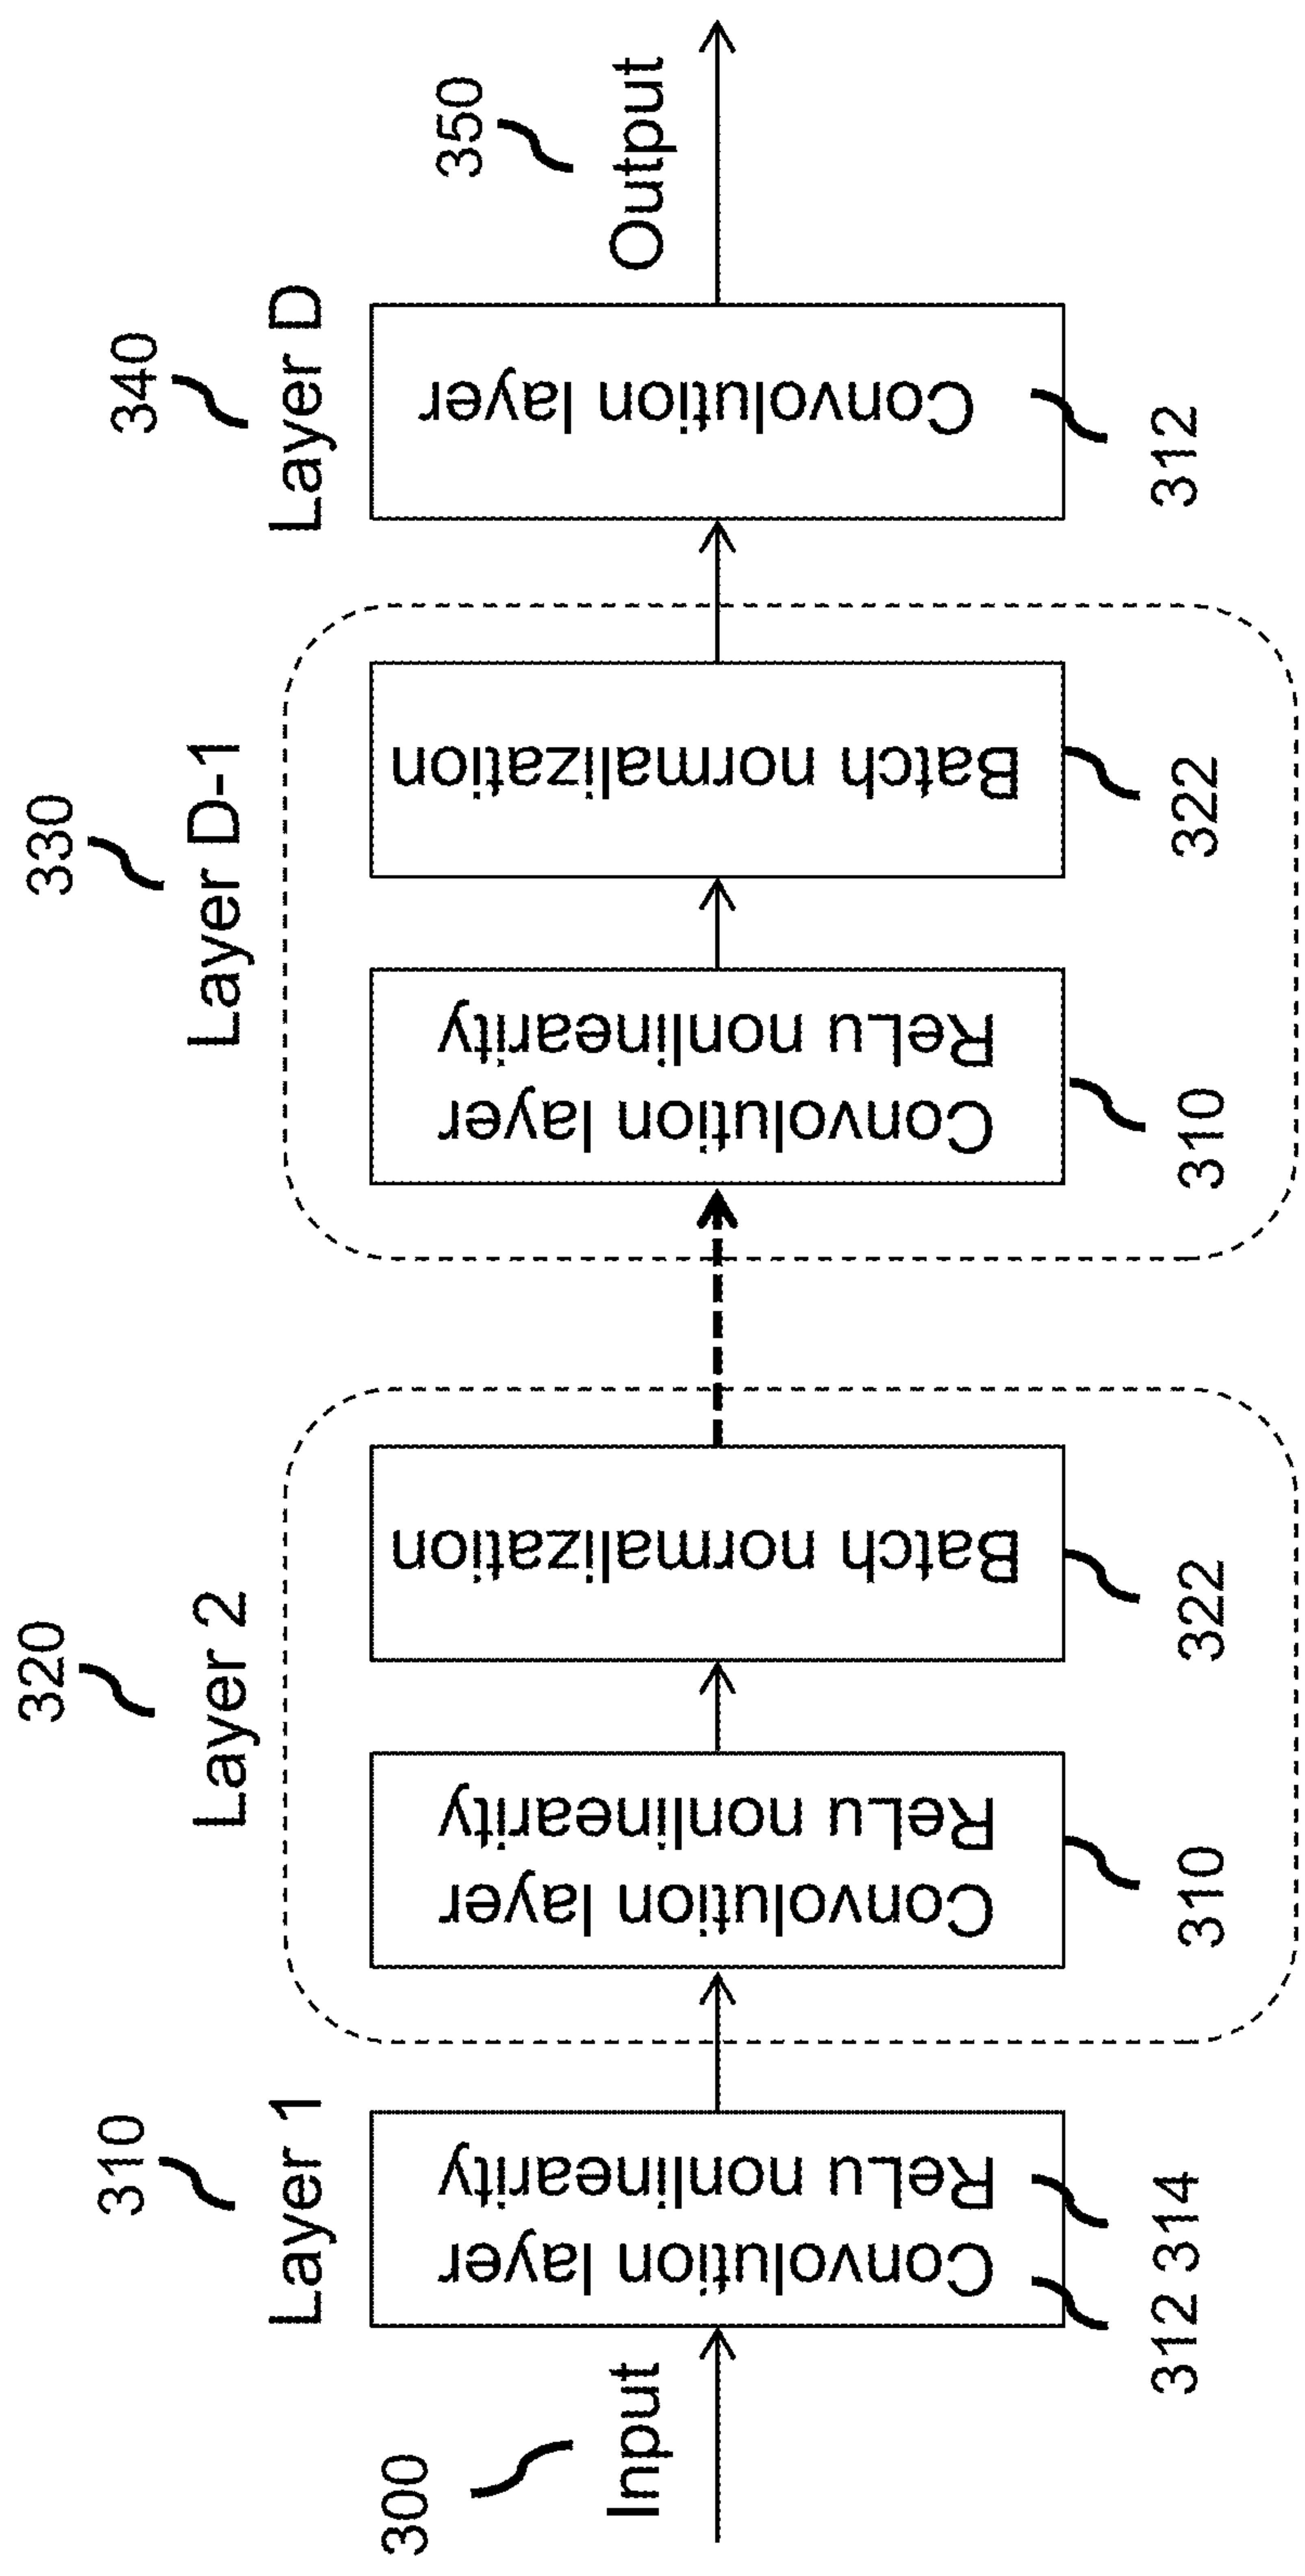 300
Input
310
Layer 1
Convolution layer
ReLu nonlinearity
312
314
320
Layer 2
Convolution layer
ReLu nonlinearity
310
Batch normalization
322
330
Layer D-1
Convolution layer
ReLu nonlinearity
310
Batch normalization
322
340
Layer D
Convolution layer
312
350
Output